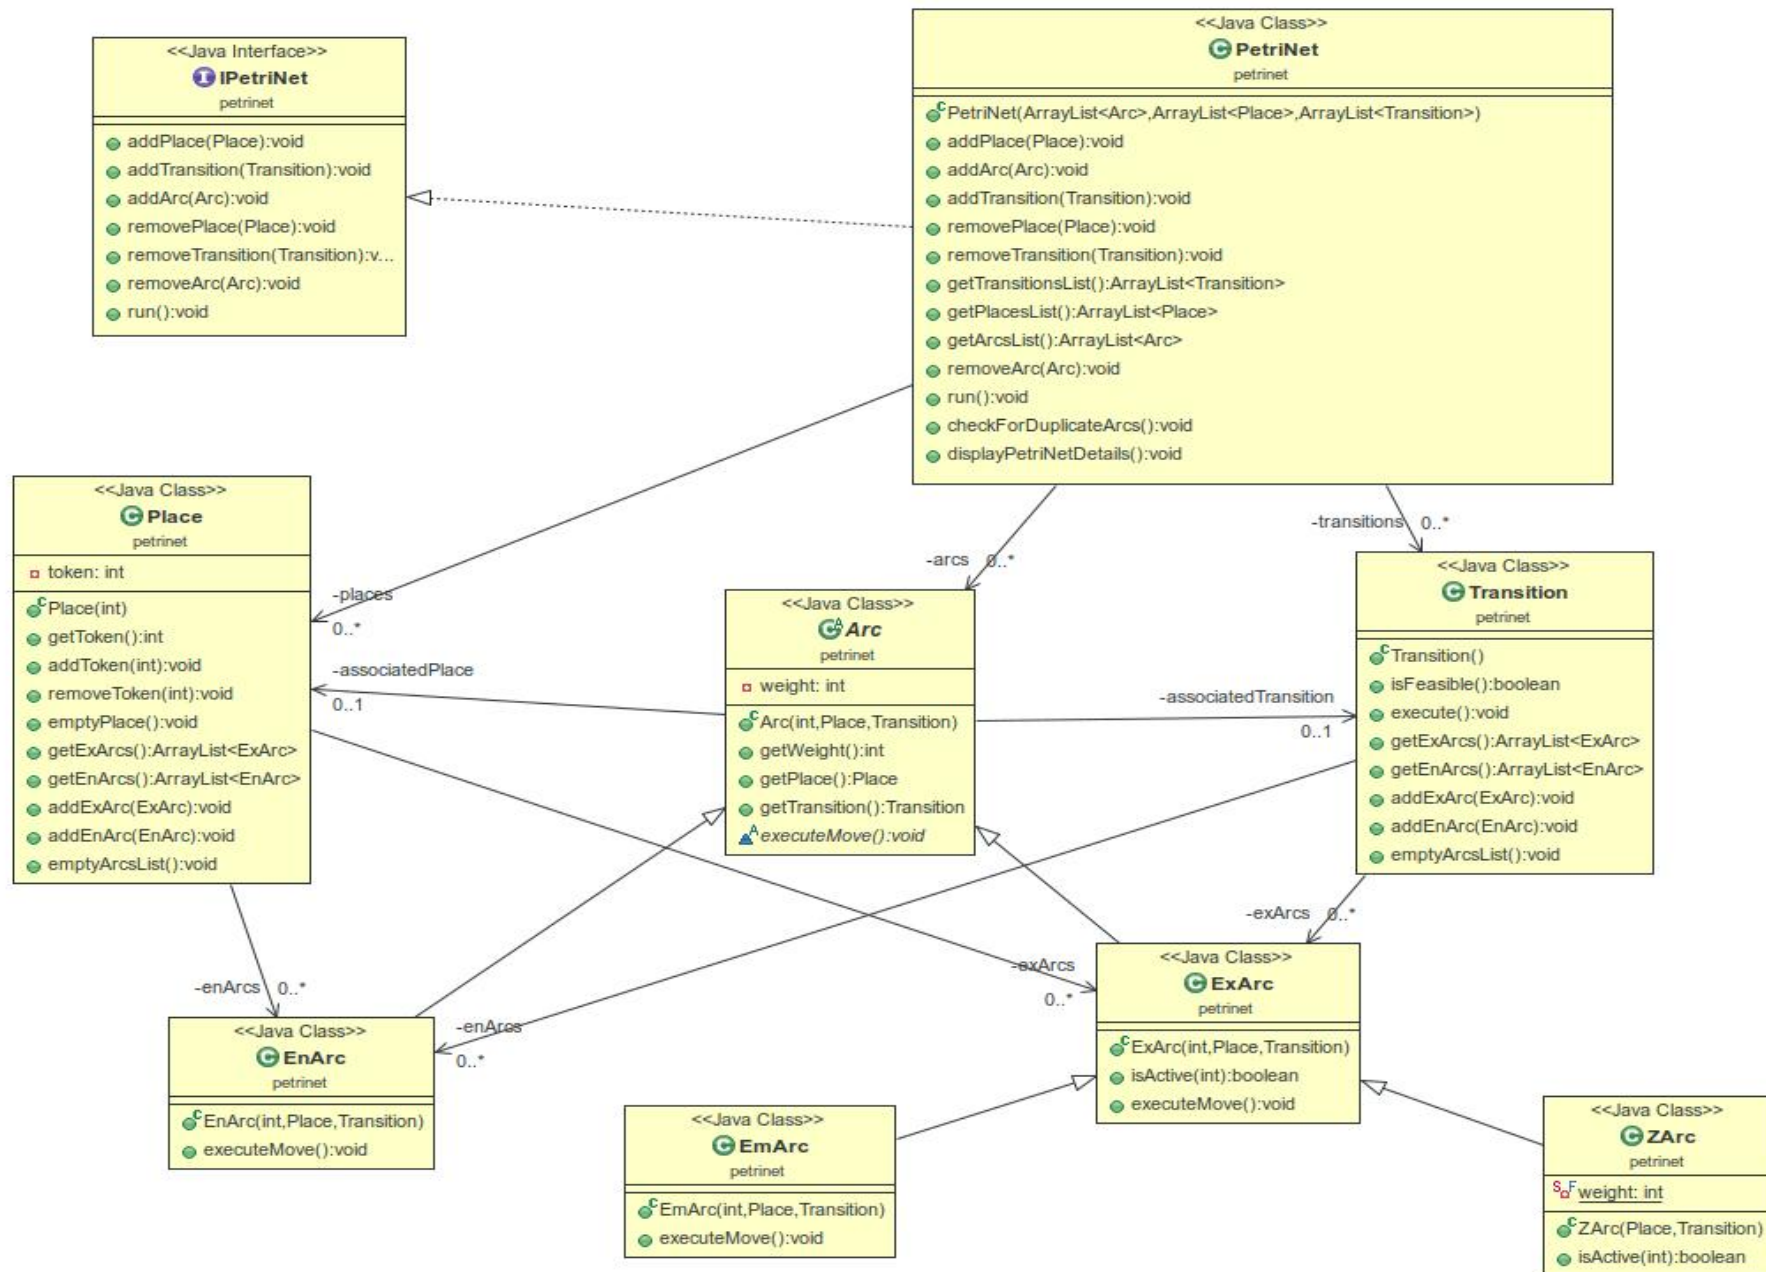 <<Java Interface>>
IPetriNet
petrinet
addPlace(Place):void
addTransition(Transition):void
addArc(Arc):void
removePlace(Place):void
removeTransition(Transition):v...
removeArc(Arc):void
run():void
<<Java Class>>
PetriNet
petrinet
PetriNet(ArrayList<Arc>,ArrayList<Place>,ArrayList<Transition>)
addPlace(Place):void
addArc(Arc):void
addTransition(Transition):void
removePlace(Place):void
removeTransition(Transition):void
getTransitionsList():ArrayList<Transition>
getPlacesList():ArrayList<Place>
getArcsList():ArrayList<Arc>
removeArc(Arc):void
run():void
checkForDuplicateArcs():void
displayPetriNetDetails():void
-places
0..*
-arcs 0..*
-transitions 0..*
<<Java Class>>
Place
petrinet
token: int
Place(int)
getToken():int
addToken(int):void
removeToken(int):void
emptyPlace():void
getExArcs():ArrayList<ExArc>
getEnArcs():ArrayList<EnArc>
addExArc(ExArc):void
addEnArc(EnArc):void
emptyArcsList():void
-associatedPlace
0..1
<<Java Class>>
Arc
petrinet
weight: int
Arc(int,Place,Transition)
getWeight():int
getPlace():Place
getTransition():Transition
executeMove():void
-associatedTransition
0..1
<<Java Class>>
Transition
petrinet
Transition()
isFeasible():boolean
execute():void
getExArcs():ArrayList<ExArc>
getEnArcs():ArrayList<EnArc>
addExArc(ExArc):void
addEnArc(EnArc):void
emptyArcsList():void
-enArcs 0..*
-enArcs
0..*
-exArcs
0..*
-exArcs 0..*
<<Java Class>>
EnArc
petrinet
EnArc(int,Place,Transition)
executeMove():void
<<Java Class>>
ExArc
petrinet
ExArc(int,Place,Transition)
isActive(int):boolean
executeMove():void
<<Java Class>>
EmArc
petrinet
EmArc(int,Place,Transition)
executeMove():void
<<Java Class>>
ZArc
petrinet
weight: int
ZArc(Place,Transition)
isActive(int):boolean